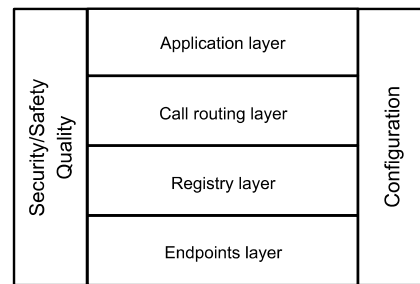 Security/Safety
Quality
Application layer
Call routing layer
Registry layer
Endpoints layer
Configuration